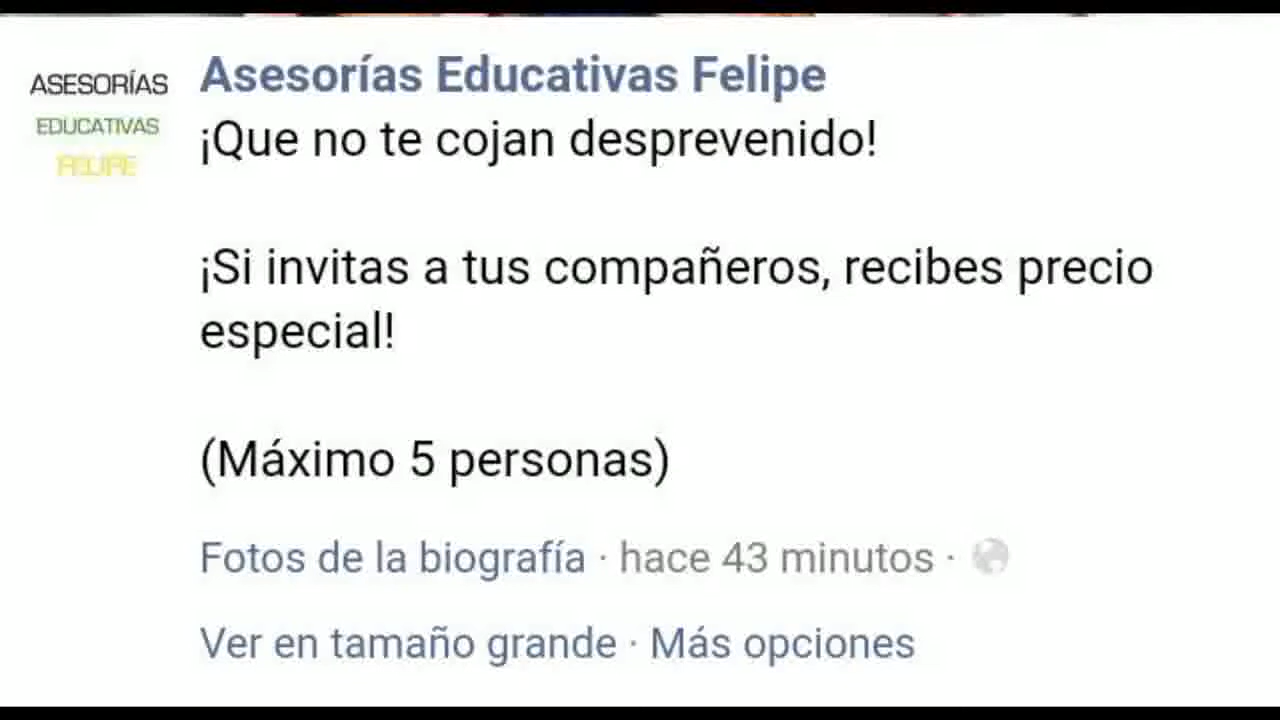 ASESORÍAS
EDUCATIVAS
FELIPE
Asesorías Educativas Felipe
¡Que no te cojan desprevenido!
¡Si invitas a tus compañeros, recibes precio
especial!
(Máximo 5 personas)
Fotos de la biografía · hace 43 minutos ·
Ver en tamaño grande · Más opciones